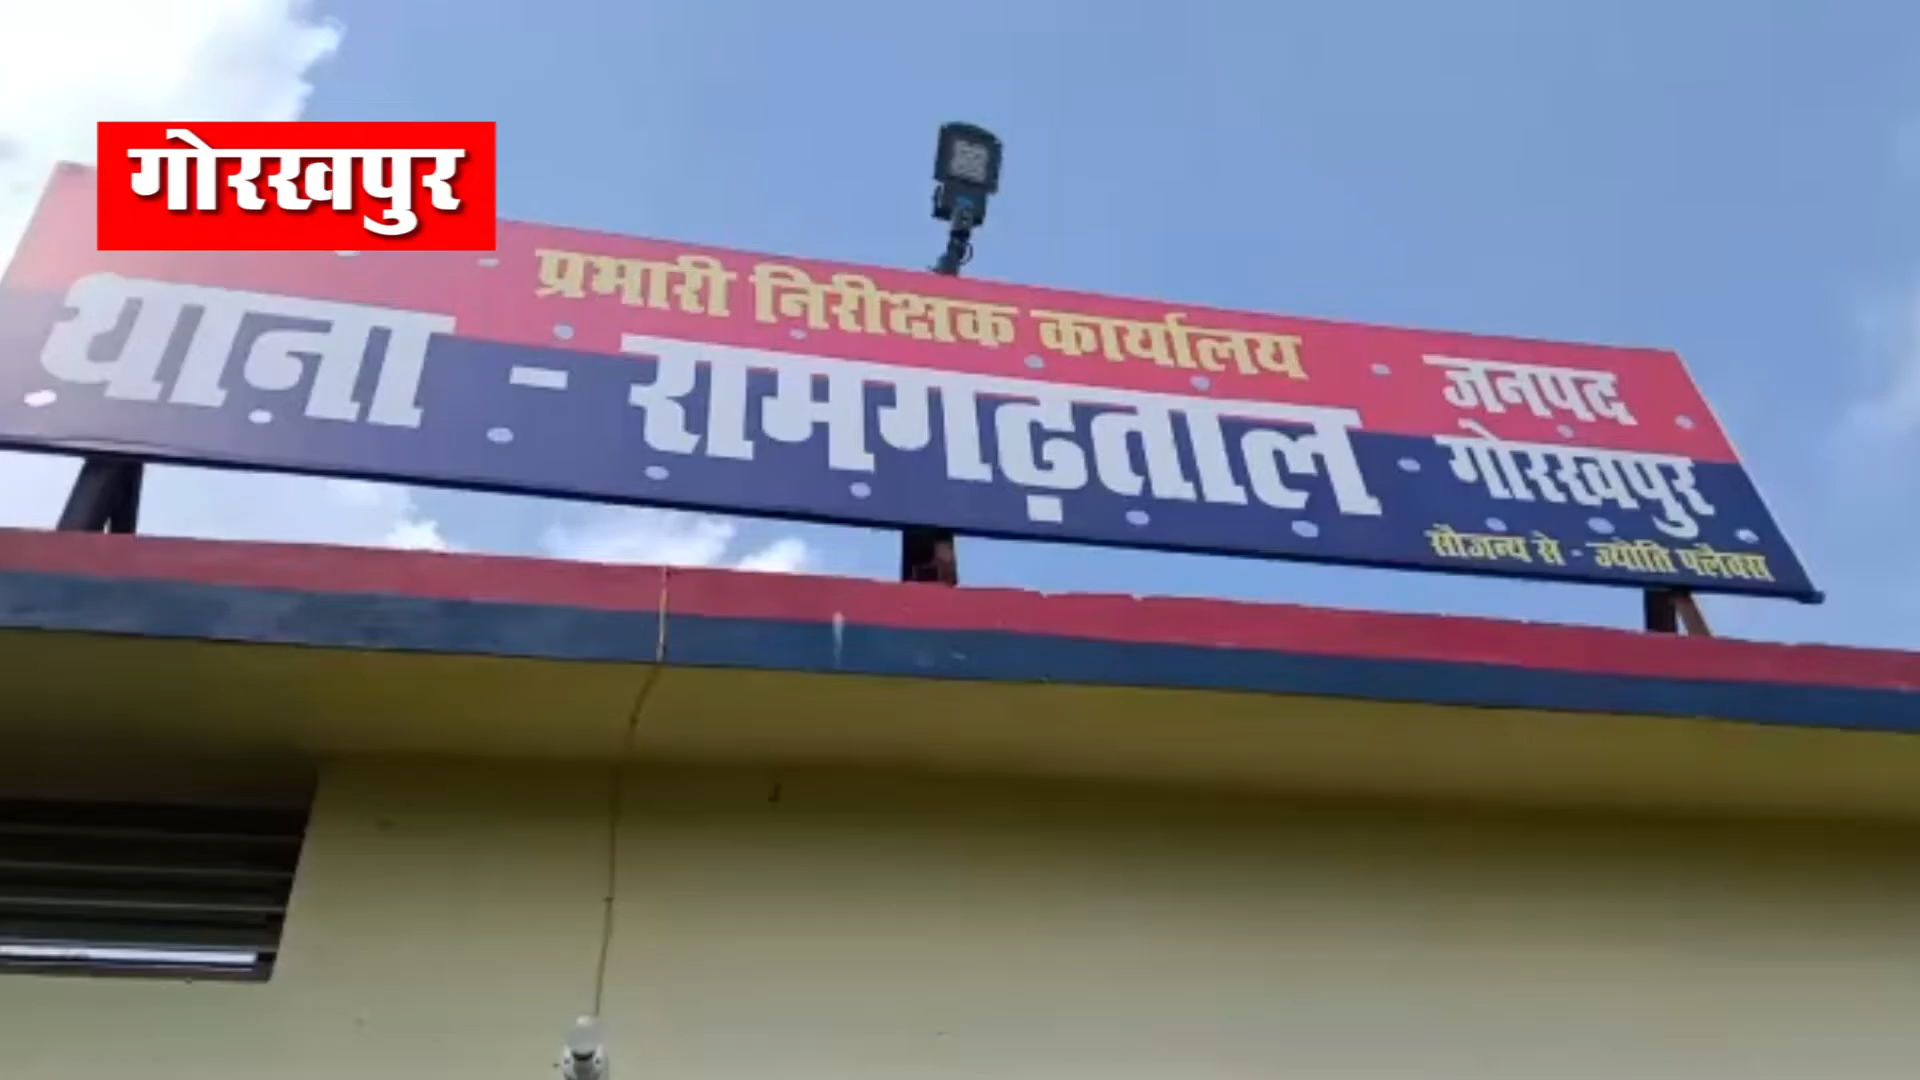 गोरखपुर
प्रभारी निरीक्षक कार्यालय
थाना - रामगढ़ताल
जनपद
गोरखपुर
सौजन्य से - ज्योति फ्लैक्स